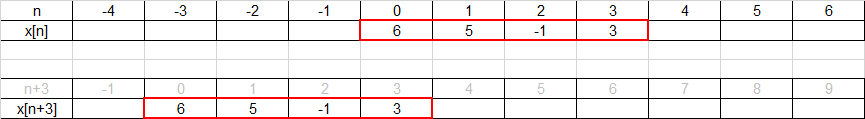 n -4 -3 -2 -1 0 1 2 3 4 5 6
x[n] 6 5 -1 3
n+3 -1 0 1 2 3 4 5 6 7 8 9
x[n+3] 6 5 -1 3